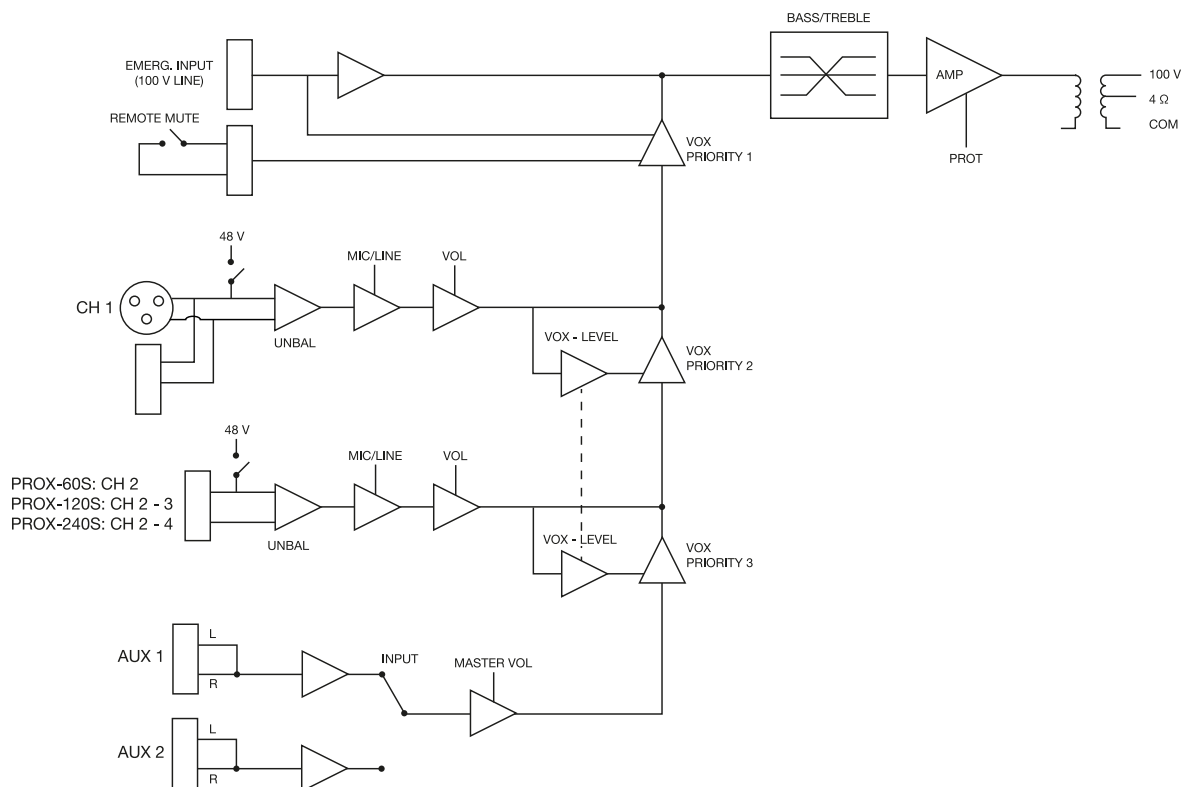 BASS/TREBLE
EMERG. INPUT
(100 V LINE)
AMP
100 V
4 Ω
COM
REMOTE MUTE
VOX
PRIORITY 1
PROT
48 V
MIC/LINE
VOL
CH 1
UNBAL
VOX - LEVEL
VOX
PRIORITY 2
48 V
MIC/LINE
VOL
PROX-60S: CH 2
PROX-120S: CH 2 - 3
PROX-240S: CH 2 - 4
UNBAL
VOX - LEVEL
VOX
PRIORITY 3
L
AUX 1
R
INPUT
MASTER VOL
L
AUX 2
R